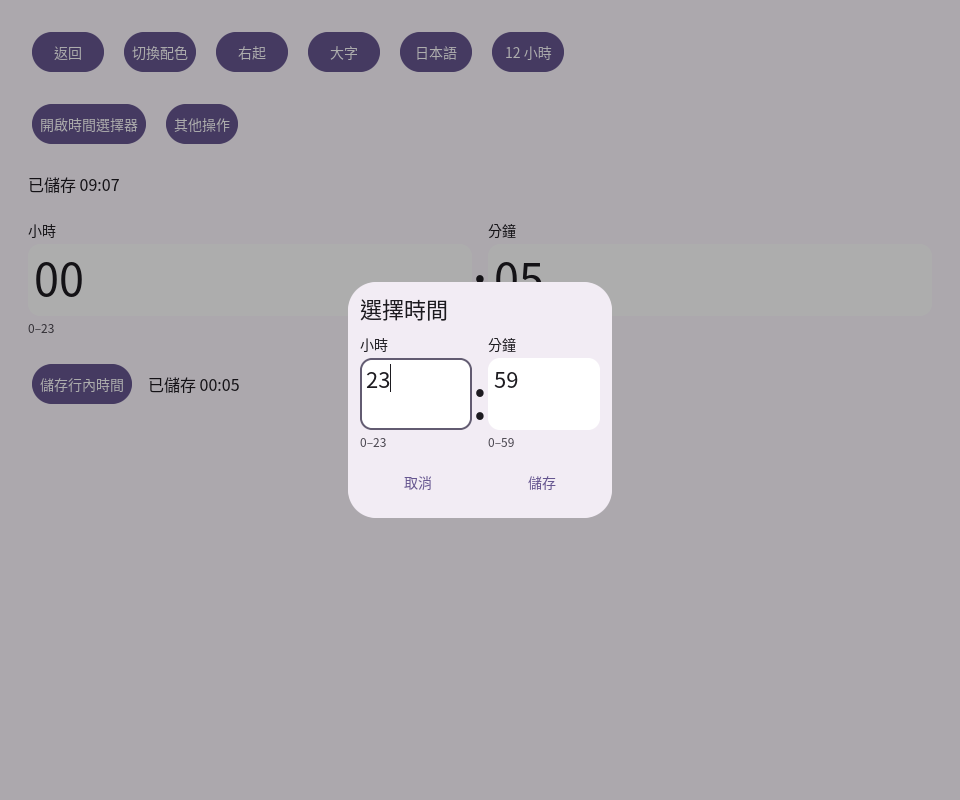 返回 切換配色 右起 大字 日本語 12 小時
開啟時間選擇器 其他操作
已儲存 09:07
小時 分鐘
00 : 05
0–23
儲存行內時間 已儲存 00:05
選擇時間
小時 分鐘
23 : 59
0–23 0–59
取消 儲存